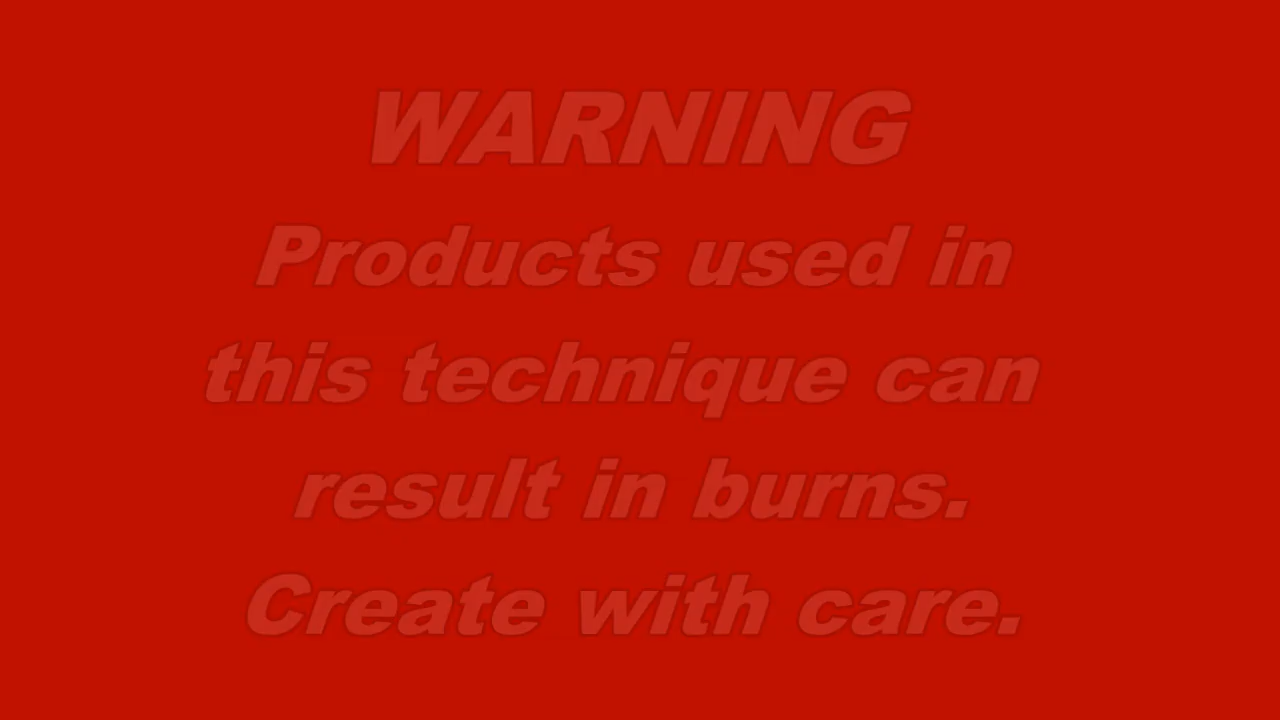 WARNING
Products used in
this technique can
result in burns.
Create with care.